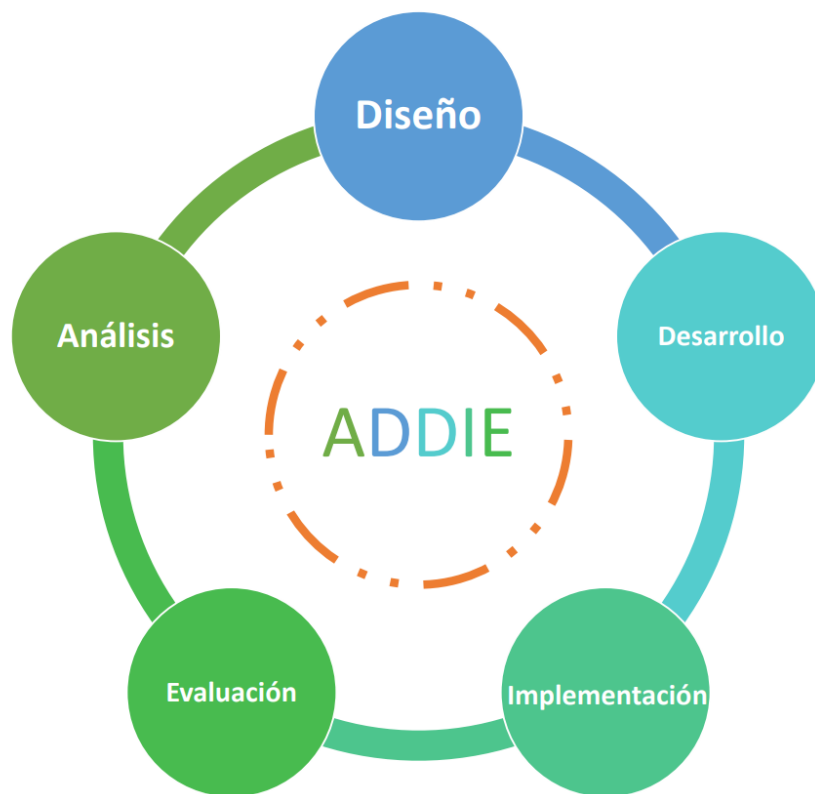 Diseño
Análisis
Desarrollo
ADDIE
Evaluación
Implementación